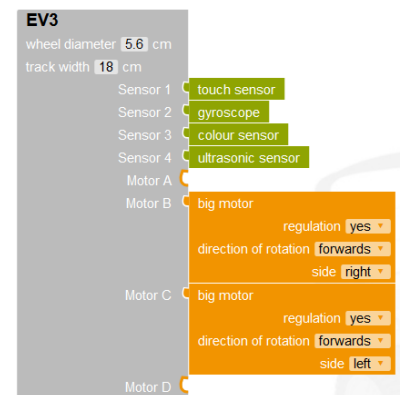 EV3
wheel diameter 5.6 cm
track width 18 cm
Sensor 1 touch sensor
Sensor 2 gyroscope
Sensor 3 colour sensor
Sensor 4 ultrasonic sensor
Motor A
Motor B big motor
regulation yes
direction of rotation forwards
side right
Motor C big motor
regulation yes
direction of rotation forwards
side left
Motor D